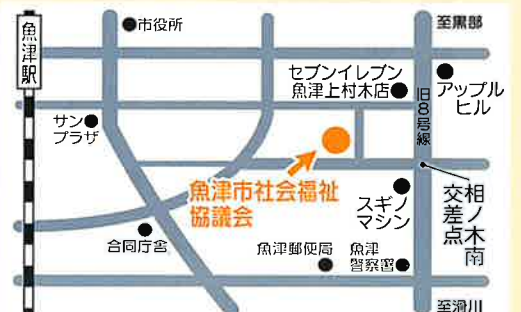 魚津駅
市役所
至黒部
セブンイレブン
魚津上村木店
アップル
ヒル
旧8号線
サン
プラザ
魚津市社会福祉
協議会
スギノ
マシン
相ノ木南
交差点
合同庁舎
魚津郵便局
魚津
警察署
至滑川